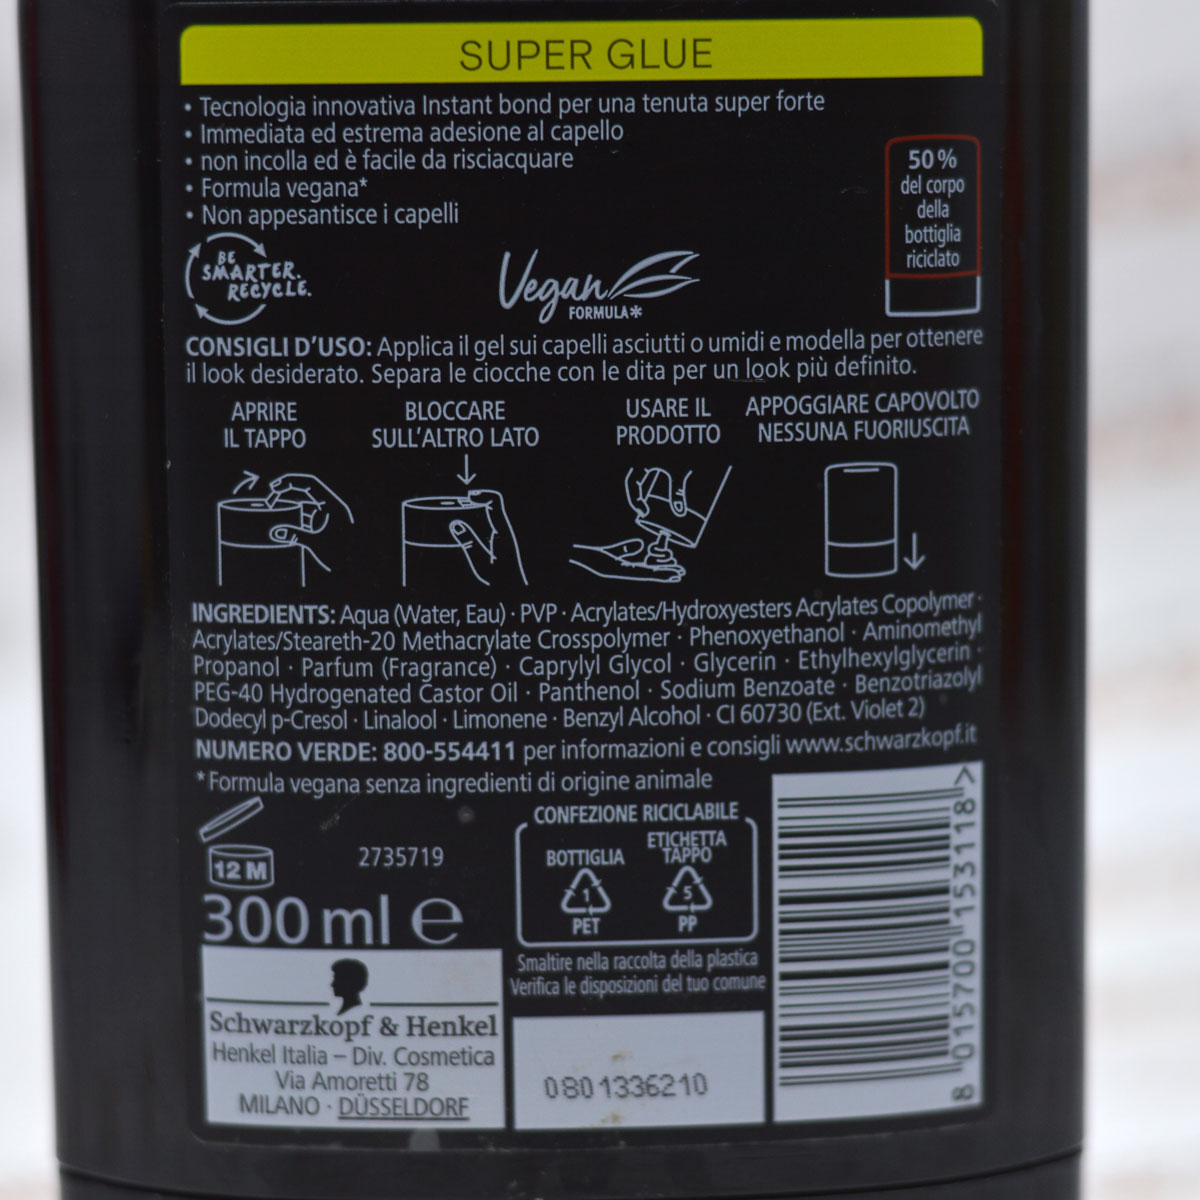 SUPER GLUE
• Tecnologia innovativa Instant bond per una tenuta super forte
• Immediata ed estrema adesione al capello
• non incolla ed è facile da risciacquare
• Formula vegana*
• Non appesantisce i capelli
50%
del corpo
della
bottiglia
riciclato
BE
SMARTER.
RECYCLE.
Vegan
FORMULA*
CONSIGLI D'USO: Applica il gel sui capelli asciutti o umidi e modella per ottenere
il look desiderato. Separa le ciocche con le dita per un look più definito.
APRIRE
IL TAPPO
BLOCCARE
SULL'ALTRO LATO
USARE IL
PRODOTTO
APPOGGIARE CAPOVOLTO
NESSUNA FUORIUSCITA
INGREDIENTS: Aqua (Water, Eau) · PVP · Acrylates/Hydroxyesters Acrylates Copolymer ·
Acrylates/Steareth-20 Methacrylate Crosspolymer · Phenoxyethanol · Aminomethyl
Propanol · Parfum (Fragrance) · Caprylyl Glycol · Glycerin · Ethylhexylglycerin ·
PEG-40 Hydrogenated Castor Oil · Panthenol · Sodium Benzoate · Benzotriazolyl
Dodecyl p-Cresol · Linalool · Limonene · Benzyl Alcohol · CI 60730 (Ext. Violet 2)
NUMERO VERDE: 800-554411 per informazioni e consigli www.schwarzkopf.it
*Formula vegana senza ingredienti di origine animale
12 M
2735719
300 ml e
CONFEZIONE RICICLABILE
BOTTIGLIA
1
PET
ETICHETTA
TAPPO
5
PP
Smaltire nella raccolta della plastica
Verifica le disposizioni del tuo comune
Schwarzkopf & Henkel
Henkel Italia – Div. Cosmetica
Via Amoretti 78
MILANO · DÜSSELDORF
0801336210
8 015700 153118 >